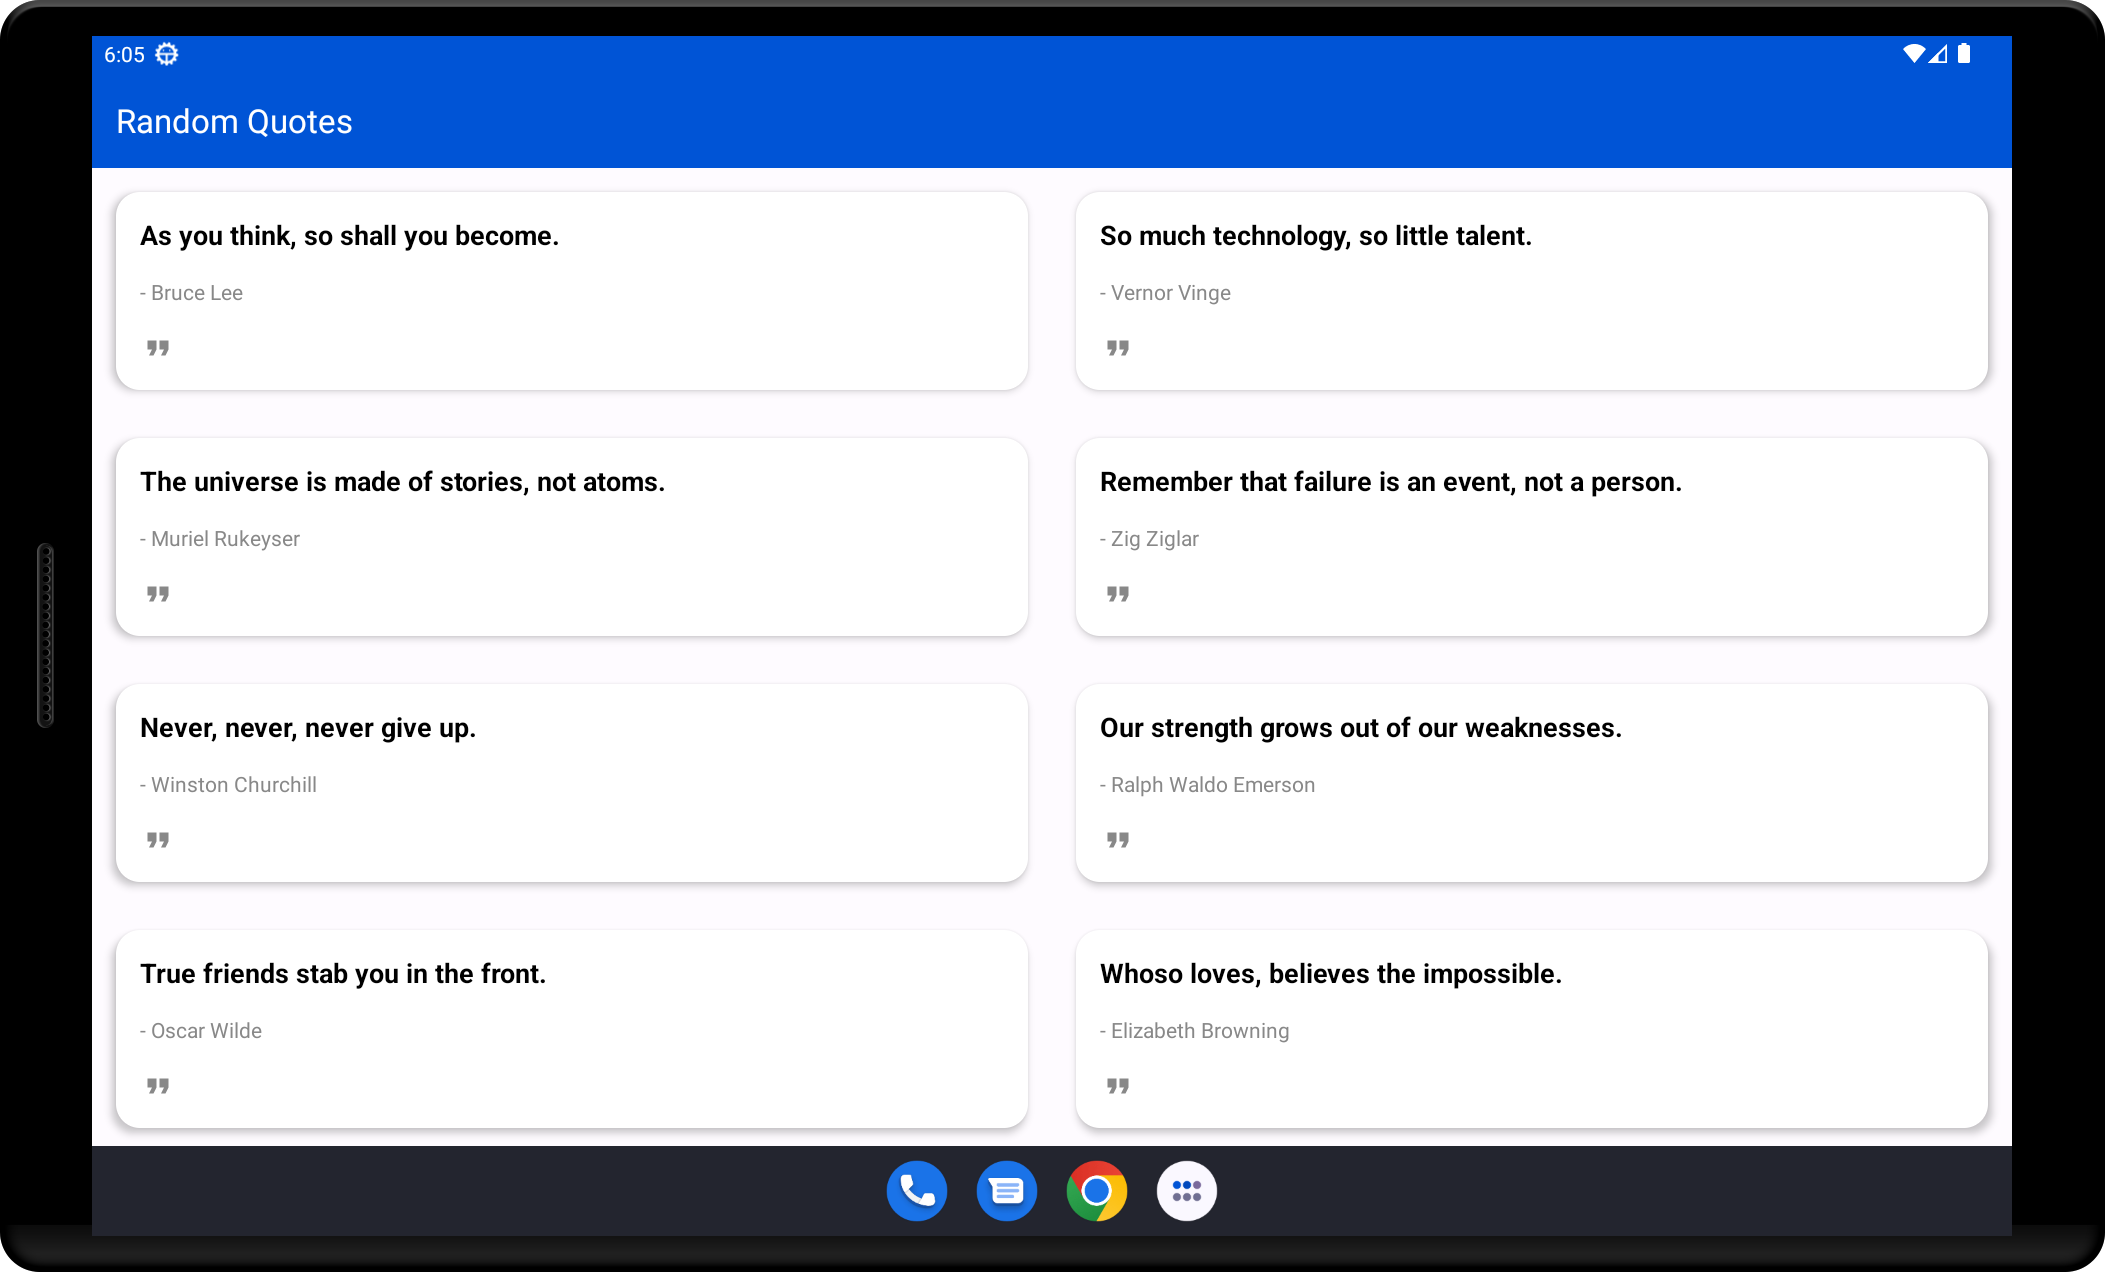 6:05
Random Quotes
As you think, so shall you become.
- Bruce Lee
"
So much technology, so little talent.
- Vernor Vinge
"
The universe is made of stories, not atoms.
- Muriel Rukeyser
"
Remember that failure is an event, not a person.
- Zig Ziglar
"
Never, never, never give up.
- Winston Churchill
"
Our strength grows out of our weaknesses.
- Ralph Waldo Emerson
"
True friends stab you in the front.
- Oscar Wilde
"
Whoso loves, believes the impossible.
- Elizabeth Browning
"